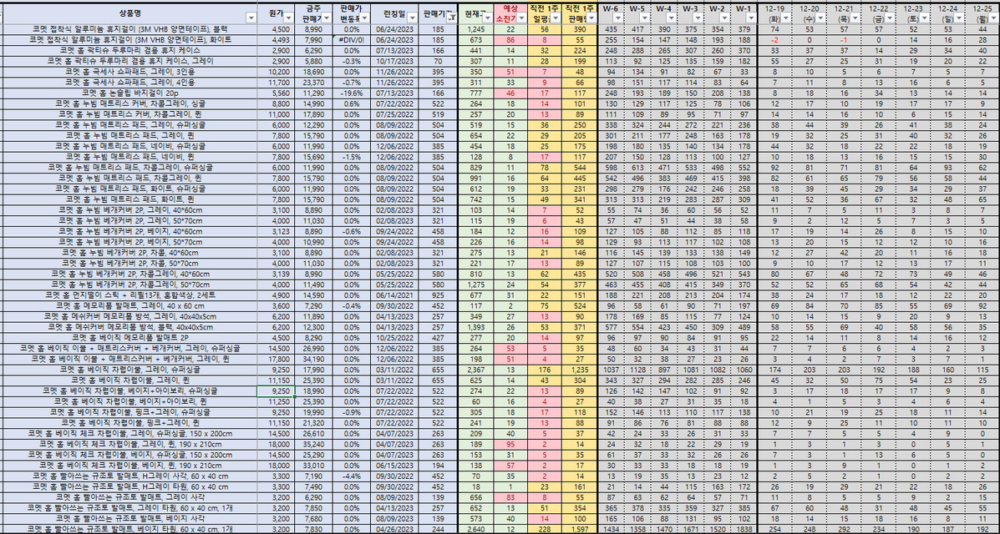 상품명 원가 금주 판매가 판매가 변동폭 런칭일 판매기간 현재고 예상 소진기 직전 1주 일평 직전 1주 판매 W-6 W-5 W-4 W-3 W-2 W-1 12-19 (화) 12-20 (수) 12-21 (목) 12-22 (금) 12-23 (토) 12-24 (일) 12-25 (월)
코멧 접착식 알루미늄 휴지걸이 (3M VHB 양면테이프), 블랙 4,500 8,990 0.0% 06/24/2023 185 1,245 22 56 390 435 417 390 375 354 379 74 53 57 57 52 53 44
코멧 접착식 알루미늄 휴지걸이 (3M VHB 양면테이프), 화이트 4,493 7,990 #DIV/0! 06/24/2023 185 673 86 8 55 255 154 147 148 193 188 -2 0 -1 0 14 16 28
코멧 홈 곽티슈 두루마리 겸용 휴지 케이스 2,900 6,290 0.0% 07/13/2023 166 441 14 32 224 248 288 265 307 260 370 33 37 37 14 29 34 40
코멧 홈 곽티슈 두루마리 겸용 휴지 케이스, 그레이 2,900 5,880 -0.3% 10/17/2023 70 307 11 28 199 113 92 125 135 159 182 55 27 25 31 19 20 22
코멧 홈 극세사 스파패드, 그레이, 3인용 10,200 18,690 0.0% 11/26/2022 395 350 51 7 48 94 134 91 82 67 33 8 10 5 6 7 5 7
코멧 홈 극세사 스파패드, 그레이, 4인용 11,700 23,370 -0.7% 11/26/2022 395 311 33 9 66 98 151 117 114 83 64 7 11 8 13 16 6 5
코멧 홈 논슬립 바지걸이 20p 5,560 11,290 -19.6% 07/13/2023 166 777 46 17 117 248 193 189 150 208 138 8 18 16 34 13 14 14
코멧 홈 누빔 매트리스 커버, 차콜그레이, 싱글 8,800 14,990 0.6% 07/22/2022 522 264 18 14 101 130 129 117 125 78 106 12 17 10 19 17 17 9
코멧 홈 누빔 매트리스 커버, 차콜그레이, 퀸 11,000 17,890 0.0% 07/25/2022 519 257 20 13 89 111 109 89 95 71 97 14 14 16 10 6 15 14
코멧 홈 누빔 매트리스 패드, 그레이, 슈퍼싱글 6,000 12,290 0.0% 08/09/2022 504 519 15 36 250 338 324 244 272 221 236 38 44 39 26 41 38 24
코멧 홈 누빔 매트리스 패드, 그레이, 퀸 7,800 15,790 0.0% 08/09/2022 504 654 22 29 205 301 211 177 248 163 178 19 32 25 31 40 32 26
코멧 홈 누빔 매트리스 패드, 네이비, 슈퍼싱글 6,000 11,990 0.0% 12/06/2022 385 454 18 25 175 198 180 135 140 134 178 44 32 18 22 22 18 19
코멧 홈 누빔 매트리스 패드, 네이비, 퀸 7,800 15,690 -1.5% 12/06/2022 385 128 8 17 117 207 150 128 113 100 127 10 18 13 16 15 15 30
코멧 홈 누빔 매트리스 패드, 차콜그레이, 슈퍼싱글 6,000 11,990 0.0% 08/09/2022 504 829 11 78 544 598 613 471 533 498 552 92 81 71 81 64 93 62
코멧 홈 누빔 매트리스 패드, 차콜그레이, 퀸 7,800 15,790 0.0% 08/09/2022 504 991 16 64 445 542 496 383 469 415 398 82 61 65 79 56 58 44
코멧 홈 누빔 매트리스 패드, 화이트, 슈퍼싱글 6,000 11,990 0.0% 08/09/2022 504 612 19 33 231 298 279 176 242 246 258 18 39 45 29 34 29 37
코멧 홈 누빔 매트리스 패드, 화이트, 퀸 7,800 15,790 0.0% 08/09/2022 504 742 15 49 341 313 313 219 283 287 309 41 52 36 67 32 48 65
코멧 홈 누빔 베개커버 2P, 그레이, 40*60cm 3,100 8,890 0.0% 02/08/2023 321 103 14 7 52 55 74 36 60 56 52 11 7 5 11 3 8 7
코멧 홈 누빔 베개커버 2P, 그레이, 50*70cm 4,000 11,030 0.0% 02/08/2023 321 115 19 6 43 57 47 51 44 38 58 9 2 12 7 3 5 5
코멧 홈 누빔 베개커버 2P, 베이지, 40*60cm 3,123 8,890 -0.6% 09/24/2022 458 184 12 16 109 127 105 88 112 85 118 17 19 14 26 8 15 10
코멧 홈 누빔 베개커버 2P, 베이지, 50*70cm 4,000 10,990 0.0% 09/24/2022 458 226 16 14 98 129 93 113 117 102 108 13 20 15 12 12 10 16
코멧 홈 누빔 베개커버 2P, 차콜, 40*60cm 3,100 8,890 0.0% 02/08/2023 321 275 13 21 146 116 145 139 133 138 149 12 27 42 20 11 16 18
코멧 홈 누빔 베개커버 2P, 차콜, 50*70cm 4,000 11,030 0.0% 02/08/2023 321 221 17 13 89 127 107 115 108 103 100 9 10 17 12 13 17 11
코멧 홈 누빔 베개커버 2P, 차콜그레이, 40*60cm 3,139 8,990 0.0% 05/25/2022 580 810 13 62 435 520 508 458 496 521 543 80 67 48 72 73 49 46
코멧 홈 누빔 베개커버 2P, 차콜그레이, 50*70cm 4,000 11,490 0.0% 05/25/2022 580 1,275 24 54 377 463 455 408 415 349 370 52 52 65 68 54 42 44
코멧 홈 먼지떨이 스틱 + 리필13개, 혼합색상, 2세트 4,900 14,590 0.0% 06/14/2021 925 677 31 22 151 188 221 208 213 204 174 38 24 17 18 12 22 20
코멧 홈 메모리폼 발매트, 그레이, 40 x 60 cm 3,600 7,290 -0.4% 09/30/2022 452 117 2 75 524 96 58 61 90 71 197 69 84 70 85 55 69 92
코멧 홈 메쉬커버 메모리폼 방석, 그레이, 40x40x5cm 6,200 11,890 0.0% 04/13/2023 257 349 27 13 90 178 169 85 115 77 124 10 14 15 9 20 9 13
코멧 홈 메쉬커버 메모리폼 방석, 블랙, 40x40x5cm 6,200 12,300 0.0% 04/13/2023 257 1,393 26 53 371 577 554 423 450 309 489 58 55 69 40 58 56 35
코멧 홈 베이직 메모리폼 발매트 2P 4,500 8,290 0.0% 10/25/2022 427 277 20 14 97 96 97 90 84 91 95 22 14 11 8 14 16 12
코멧 홈 베이직 이불 + 매트리스커버 + 베개커버, 그레이, 슈퍼싱글 14,500 26,990 0.0% 12/06/2022 385 264 53 5 35 48 60 34 43 31 44 7 7 6 6 4 2 3
코멧 홈 베이직 이불 + 매트리스커버 + 베개커버, 그레이, 퀸 17,800 34,190 0.0% 12/06/2022 385 198 51 4 27 50 32 38 27 23 26 3 4 2 7 3 7 1
코멧 홈 베이직 차렵이불, 그레이, 슈퍼싱글 9,250 17,990 0.0% 03/11/2022 655 2,367 13 176 1,235 1037 1128 897 1081 1082 1060 174 203 203 192 188 160 115
코멧 홈 베이직 차렵이불, 그레이, 퀸 11,150 25,390 0.0% 03/11/2022 655 625 14 43 304 343 327 294 282 285 246 45 32 50 75 54 23 25
코멧 홈 베이직 차렵이불, 베이지+아이보리, 슈퍼싱글 9,250 18,990 0.0% 07/22/2022 522 274 22 13 89 126 142 147 102 91 92 3 17 18 17 17 9 8
코멧 홈 베이직 차렵이불, 베이지+아이보리, 퀸 11,250 25,390 0.0% 07/22/2022 522 60 16 4 27 40 38 27 31 35 18 4 1 5 3 4 6 4
코멧 홈 베이직 차렵이불, 핑크+그레이, 슈퍼싱글 9,250 19,990 -0.9% 07/22/2022 522 305 18 17 118 152 146 113 110 117 138 10 21 19 25 18 11 14
코멧 홈 베이직 차렵이불, 핑크+그레이, 퀸 11,150 21,320 0.0% 07/22/2022 522 241 19 13 88 91 86 76 81 88 88 12 9 25 11 10 11 10
코멧 홈 베이직 체크 차렵이불, 그레이, 슈퍼싱글, 150 x 200cm 14,500 26,610 0.0% 04/07/2023 263 209 40 5 37 42 24 33 26 31 33 7 7 5 5 4 9 0
코멧 홈 베이직 체크 차렵이불, 그레이, 퀸, 190 x 210cm 18,000 35,240 0.0% 04/07/2023 263 189 95 2 14 24 32 18 22 29 19 1 3 1 3 0 5 1
코멧 홈 베이직 체크 차렵이불, 베이지, 슈퍼싱글, 150 x 200cm 14,500 25,290 0.0% 04/07/2023 263 153 31 5 35 61 37 33 32 26 26 7 3 1 13 6 5 0
코멧 홈 베이직 체크 차렵이불, 베이지, 퀸, 190 x 210cm 18,000 33,010 0.0% 06/15/2023 194 138 57 2 17 30 33 33 18 18 19 1 3 1 9 0 1 2
코멧 홈 빨아쓰는 규조토 발매트, H그레이 사각, 60 x 40 cm 3,300 7,190 -4.4% 09/30/2022 452 70 35 2 14 13 19 35 13 23 12 2 5 2 1 0 2 2
코멧 홈 빨아쓰는 규조토 발매트, H그레이 타원, 60 x 40 cm 3,300 7,490 0.0% 09/30/2022 452 18 1 23 161 21 14 44 115 163 172 26 19 29 21 22 18 26
코멧 홈 빨아쓰는 규조토 발매트, 그레이 사각 3,200 6,290 0.0% 08/09/2023 139 656 83 8 55 87 63 62 64 57 71 11 8 5 5 9 2 15
코멧 홈 빨아쓰는 규조토 발매트, 그레이 타원, 60 x 40 cm, 1개 3,200 7,850 0.0% 04/13/2023 257 652 13 51 354 365 378 335 359 327 385 67 60 48 31 48 45 55
코멧 홈 빨아쓰는 규조토 발매트, 베이지 사각 3,200 7,680 0.0% 08/09/2023 139 573 40 14 100 165 106 88 131 95 102 18 14 15 18 16 8 11
코멧 홈 빨아쓰는 규조토 발매트, 베이지 타원, 60 x 40 cm, 1개 3,200 7,830 0.0% 04/26/2023 244 2,640 12 228 1,597 1434 1358 1470 1671 1520 1838 254 248 292 234 190 187 192